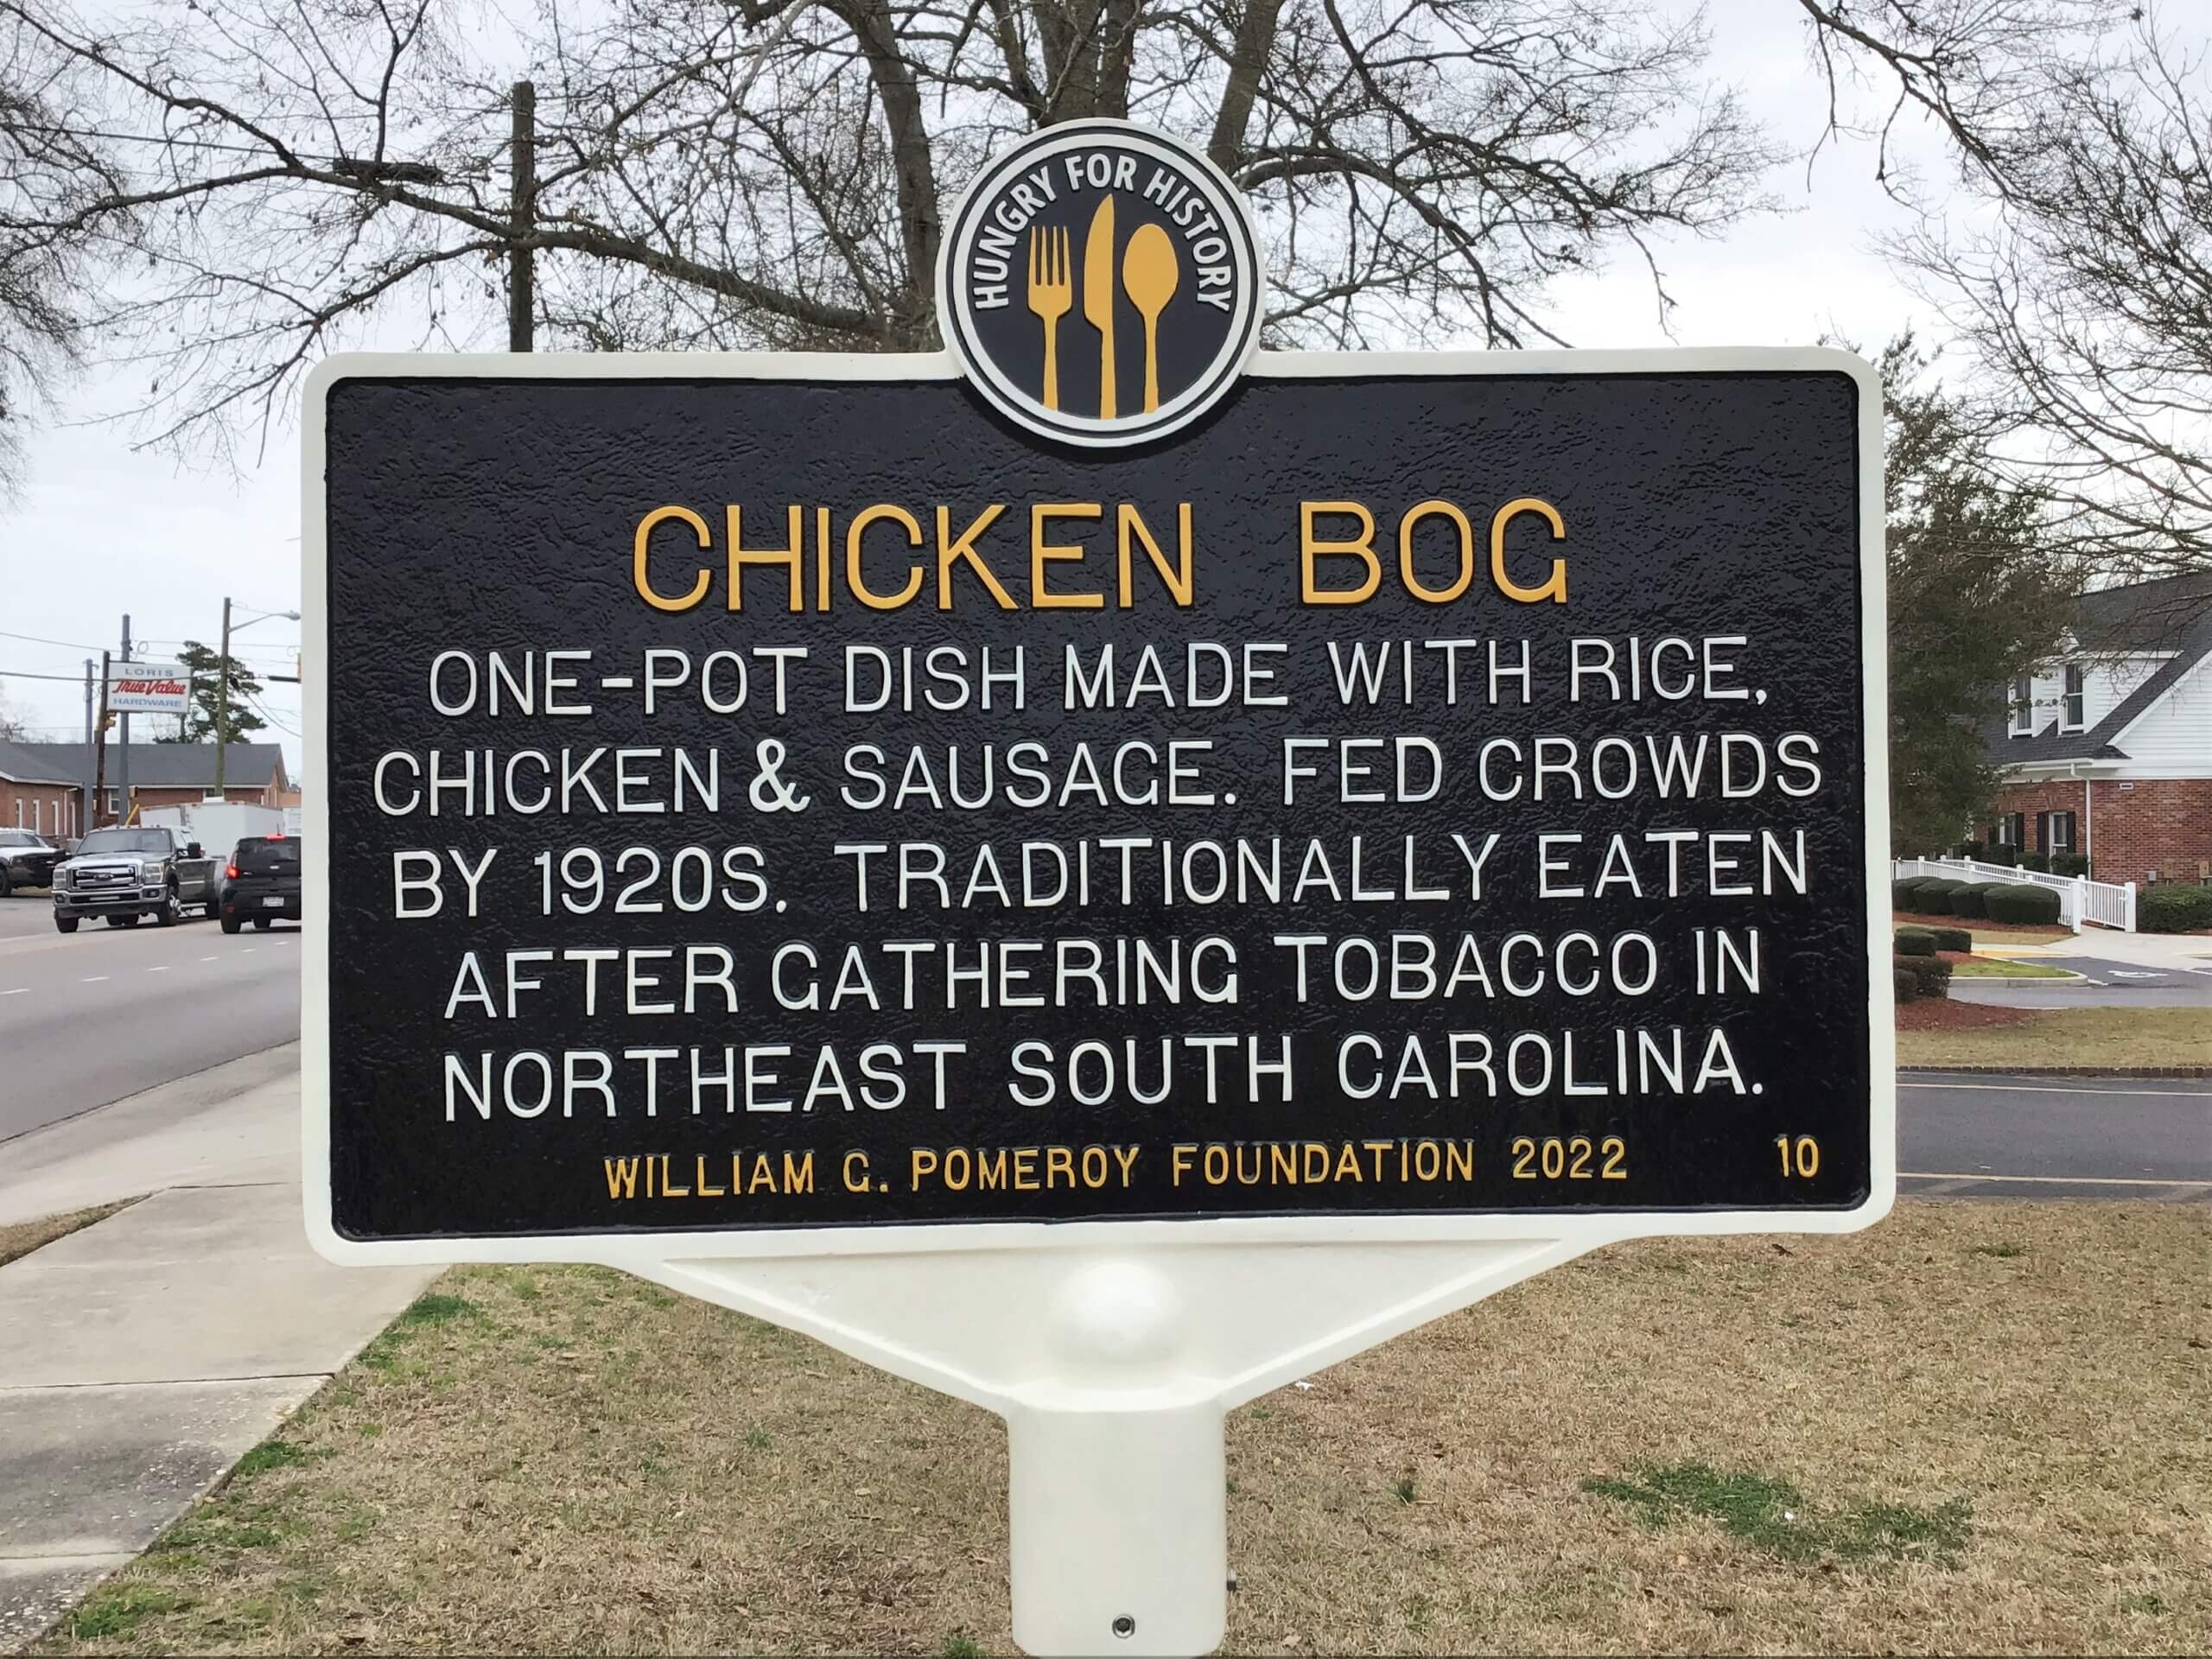 HUNGRY FOR HISTORY
CHICKEN BOG
ONE-POT DISH MADE WITH RICE,
CHICKEN & SAUSAGE. FED CROWDS
BY 1920S. TRADITIONALLY EATEN
AFTER GATHERING TOBACCO IN
NORTHEAST SOUTH CAROLINA.
WILLIAM G. POMEROY FOUNDATION 2022 10
LORIS
True Value
HARDWARE